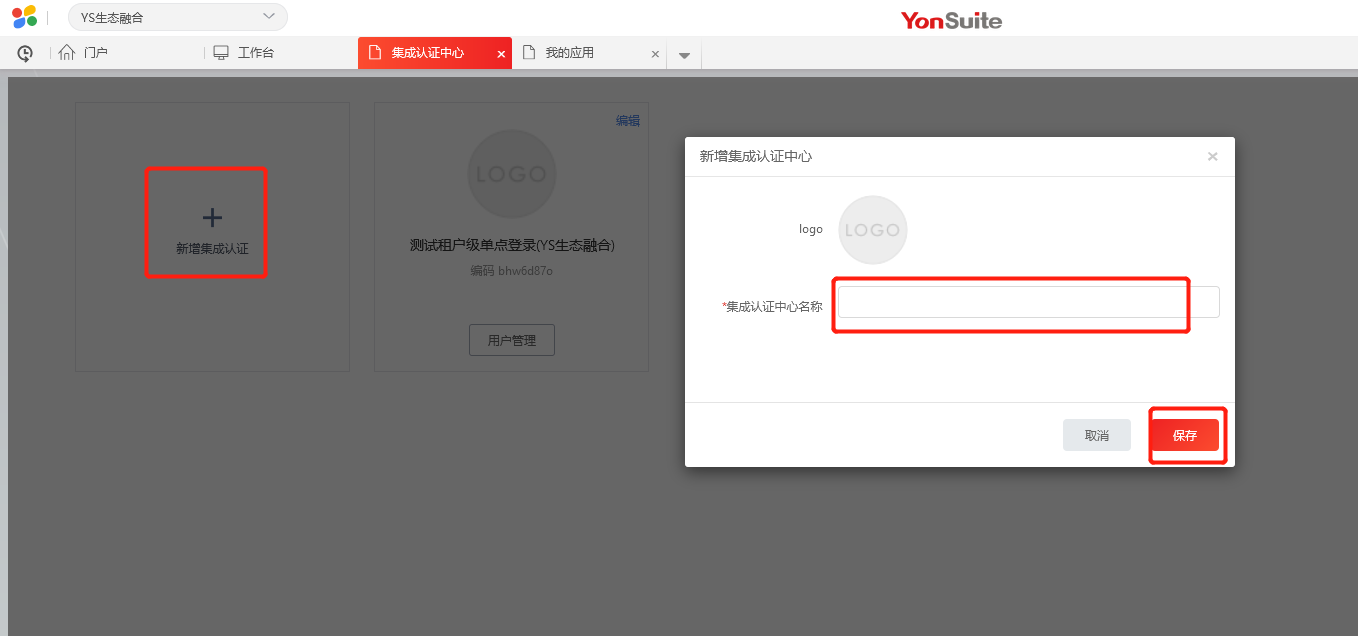 YS生态融合
YonSuite
门户
工作台
集成认证中心
我的应用
新增集成认证
编辑
LOGO
测试租户级单点登录(YS生态融合)
编码 bhw6d87o
用户管理
新增集成认证中心
logo
LOGO
*集成认证中心名称
取消
保存